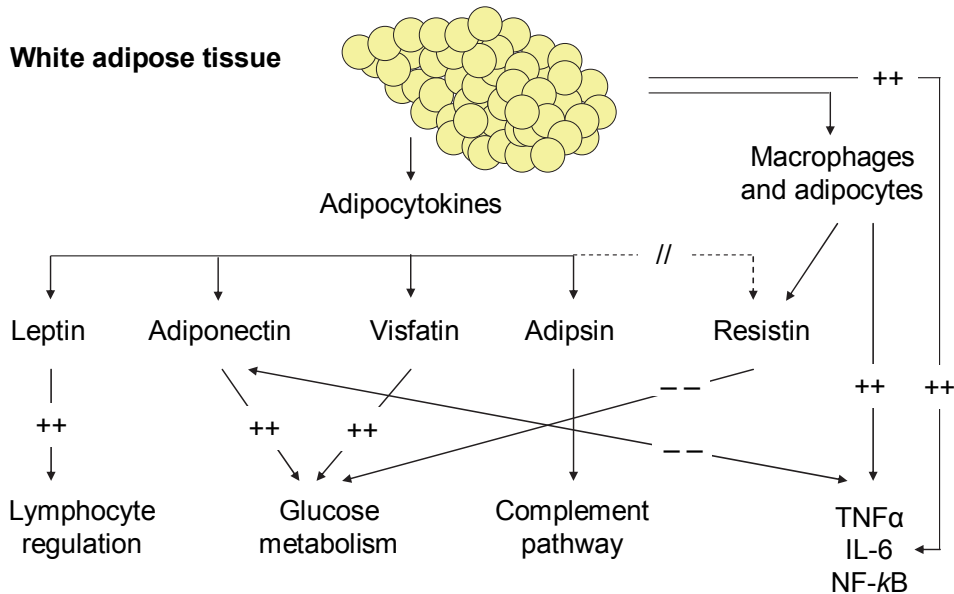 White adipose tissue
++
Macrophages
and adipocytes
Adipocytokines
//
Leptin
Adiponectin
Visfatin
Adipsin
Resistin
– –
++
++
++
++
++
– –
Lymphocyte
regulation
Glucose
metabolism
Complement
pathway
TNFα
IL-6
NF-kB